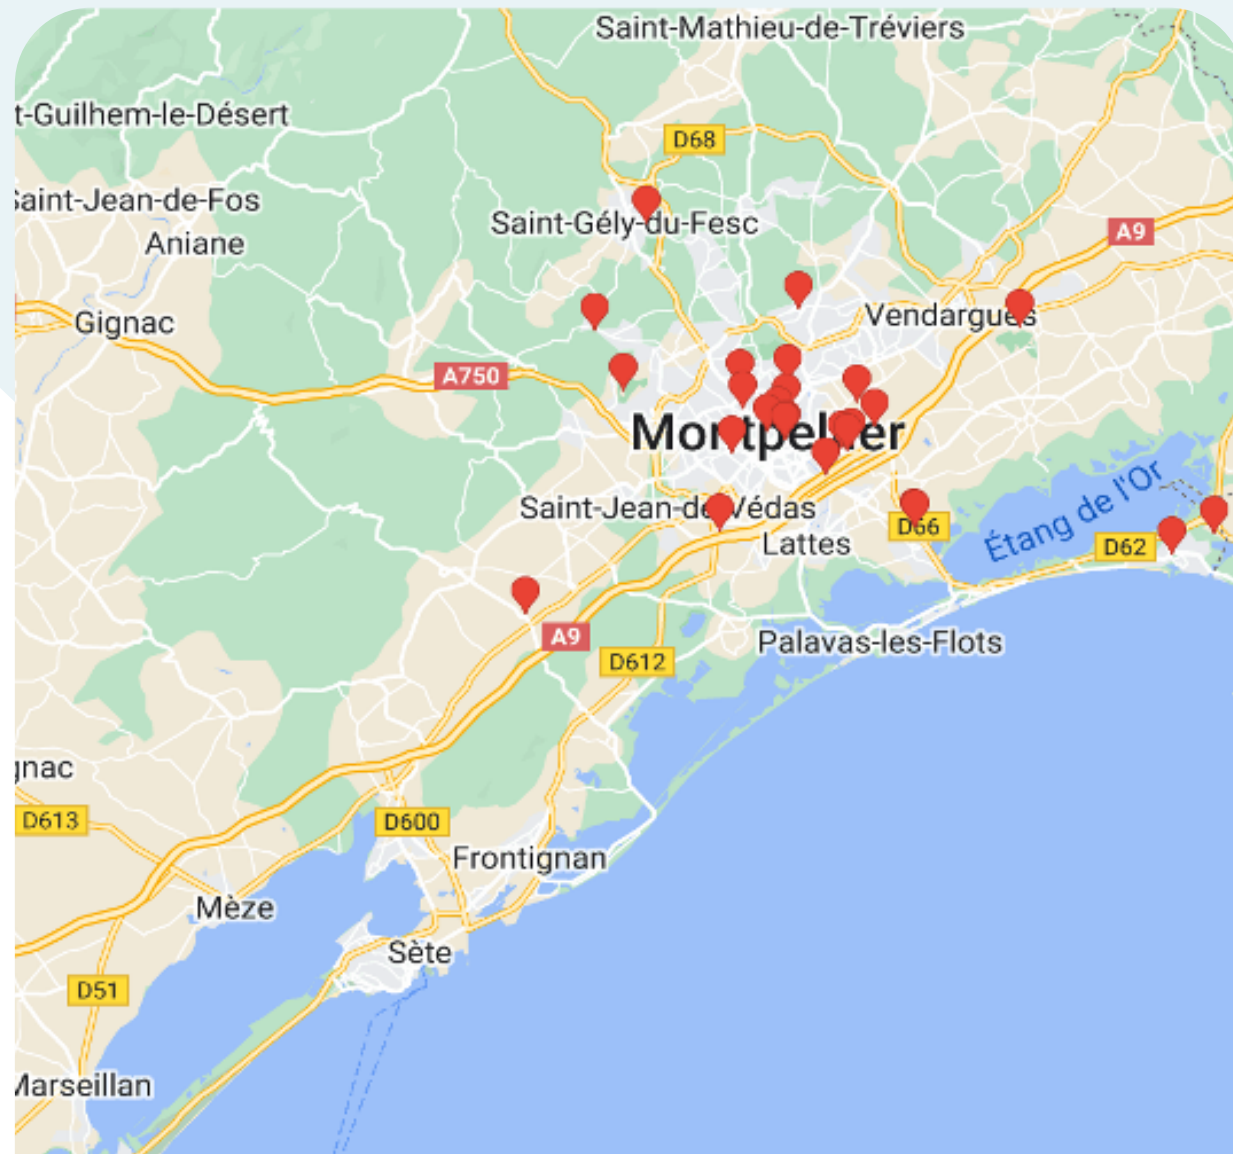 Saint-Mathieu-de-Tréviers
t-Guilhem-le-Désert
D68
Saint-Jean-de-Fos
Saint-Gély-du-Fesc
A9
Aniane
Gignac
Vendargues
A750
Montpellier
Saint-Jean-de-Védas
D66
Étang de l'Or
Lattes
D62
A9
Palavas-les-Flots
D612
gnac
D613
D600
Frontignan
Mèze
Sète
D51
Marseillan